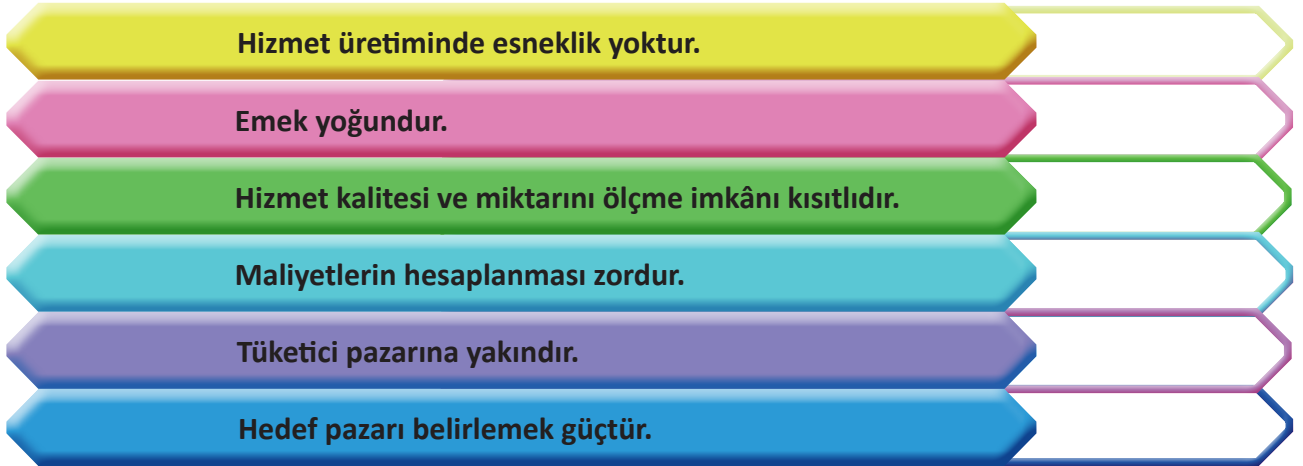 Hizmet üretiminde esneklik yoktur.
Emek yoğundur.
Hizmet kalitesi ve miktarını ölçme imkânı kısıtlıdır.
Maliyetlerin hesaplanması zordur.
Tüketici pazarına yakındır.
Hedef pazarı belirlemek güçtür.